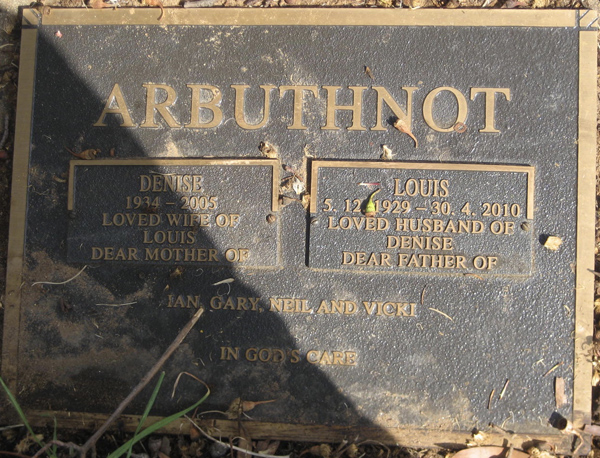 ARBUTHNOT
DENISE
1934 - 2005
LOVED WIFE OF
LOUIS
DEAR MOTHER OF
LOUIS
5. 12. 1929 - 30. 4. 2010
LOVED HUSBAND OF
DENISE
DEAR FATHER OF
IAN, GARY, NEIL AND VICKI
IN GOD'S CARE